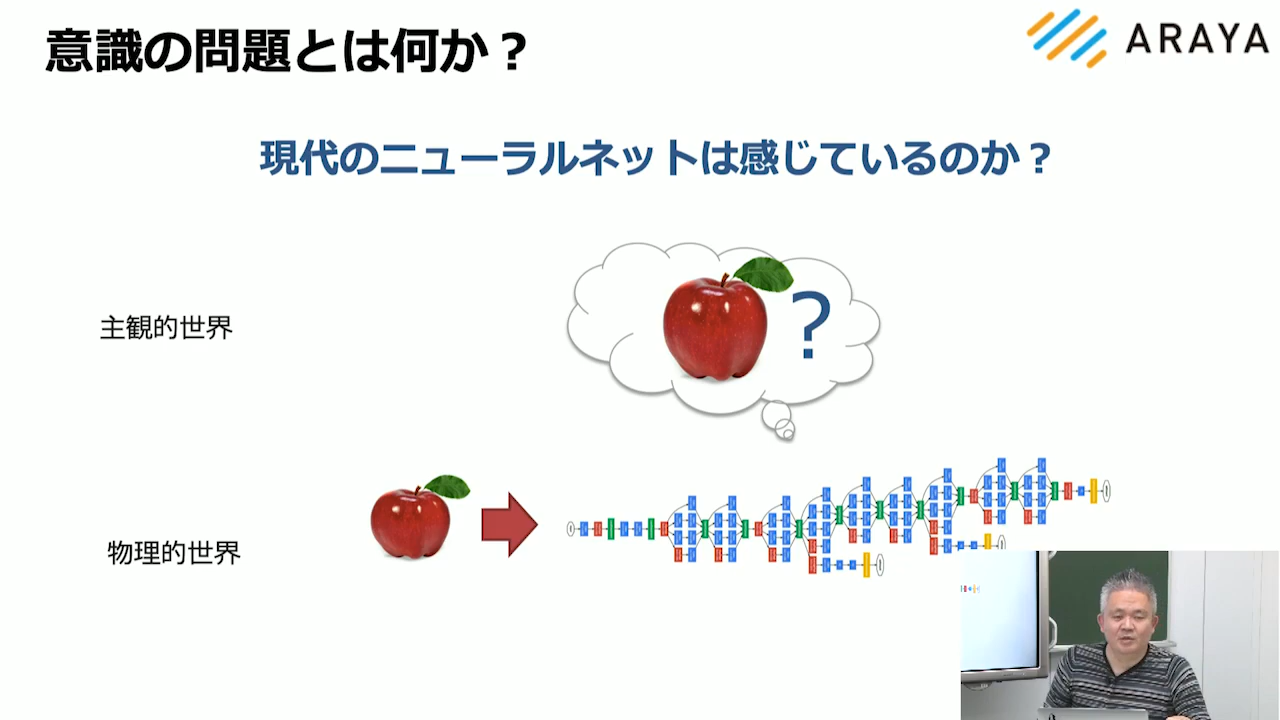 意識の問題とは何か？
ARAYA
現代のニューラルネットは感じているのか？
主観的世界
?
物理的世界